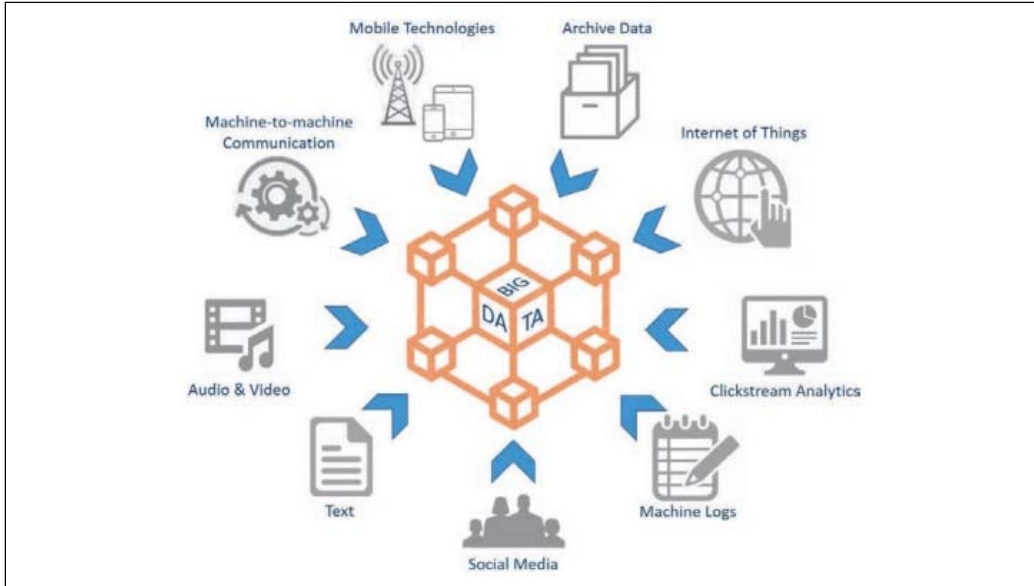 Mobile Technologies
Archive Data
Machine-to-machine
Communication
Internet of Things
BIG
DA TA
Audio & Video
Clickstream Analytics
Text
Machine Logs
Social Media